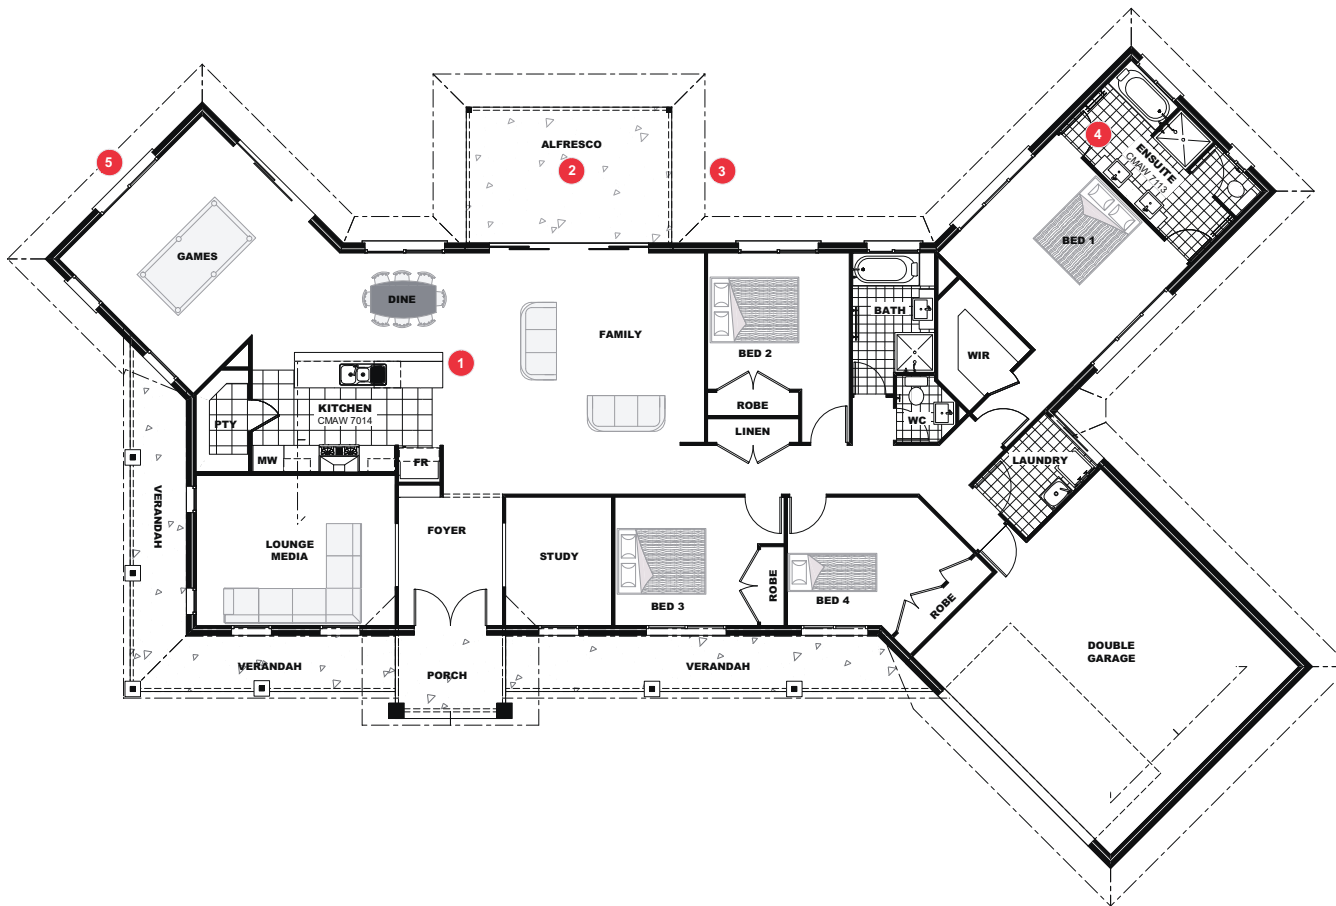 ALFRESCO
2
3
5
4
ENSUITE
CMAW 7113
GAMES
BED 1
DINE
BATH
FAMILY
BED 2
WIR
1
ROBE
KITCHEN
CMAW 7014
PTY
WC
LINEN
MW
FR
LAUNDRY
VERANDAH
FOYER
LOUNGE
MEDIA
STUDY
BED 3
ROBE
BED 4
ROBE
DOUBLE
GARAGE
VERANDAH
PORCH
VERANDAH